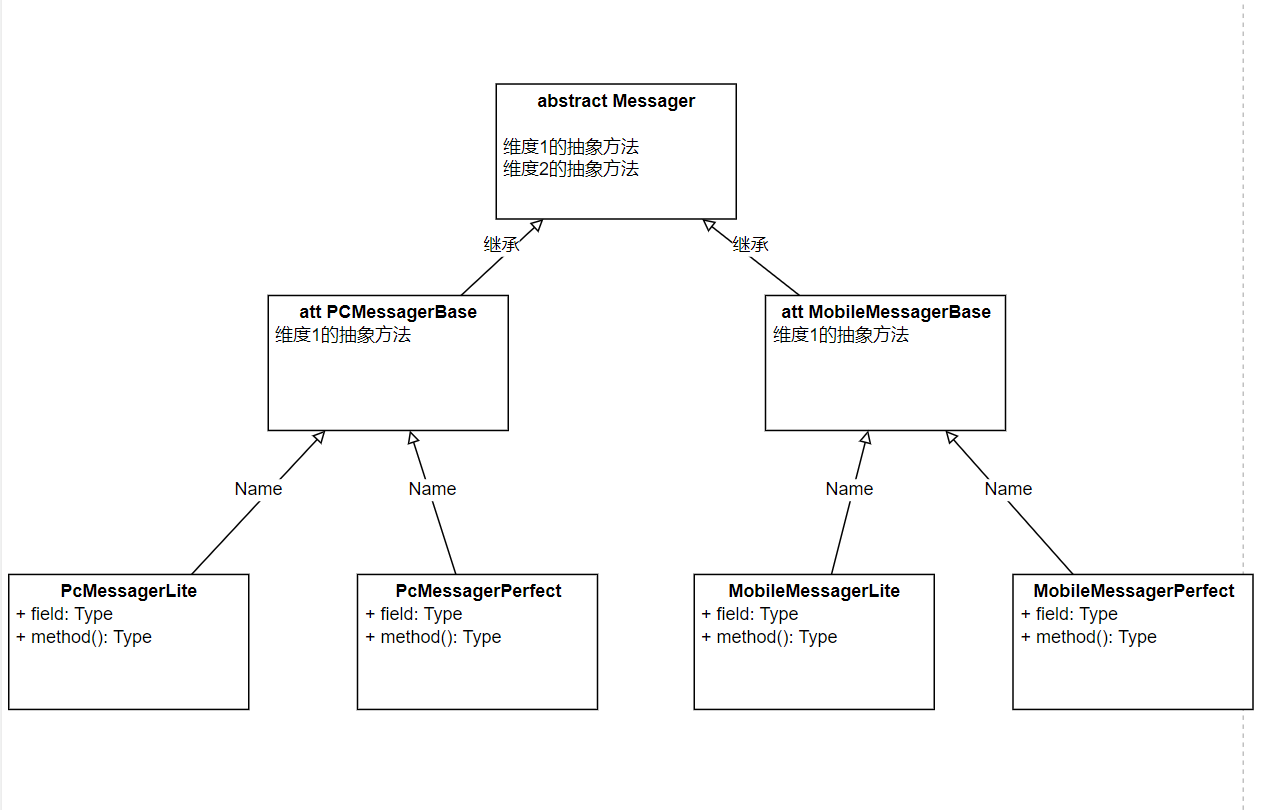 abstract Messager
维度1的抽象方法
维度2的抽象方法
继承
继承
att PCMessagerBase
维度1的抽象方法
att MobileMessagerBase
维度1的抽象方法
Name
Name
Name
Name
PcMessagerLite
+ field: Type
+ method(): Type
PcMessagerPerfect
+ field: Type
+ method(): Type
MobileMessagerLite
+ field: Type
+ method(): Type
MobileMessagerPerfect
+ field: Type
+ method(): Type